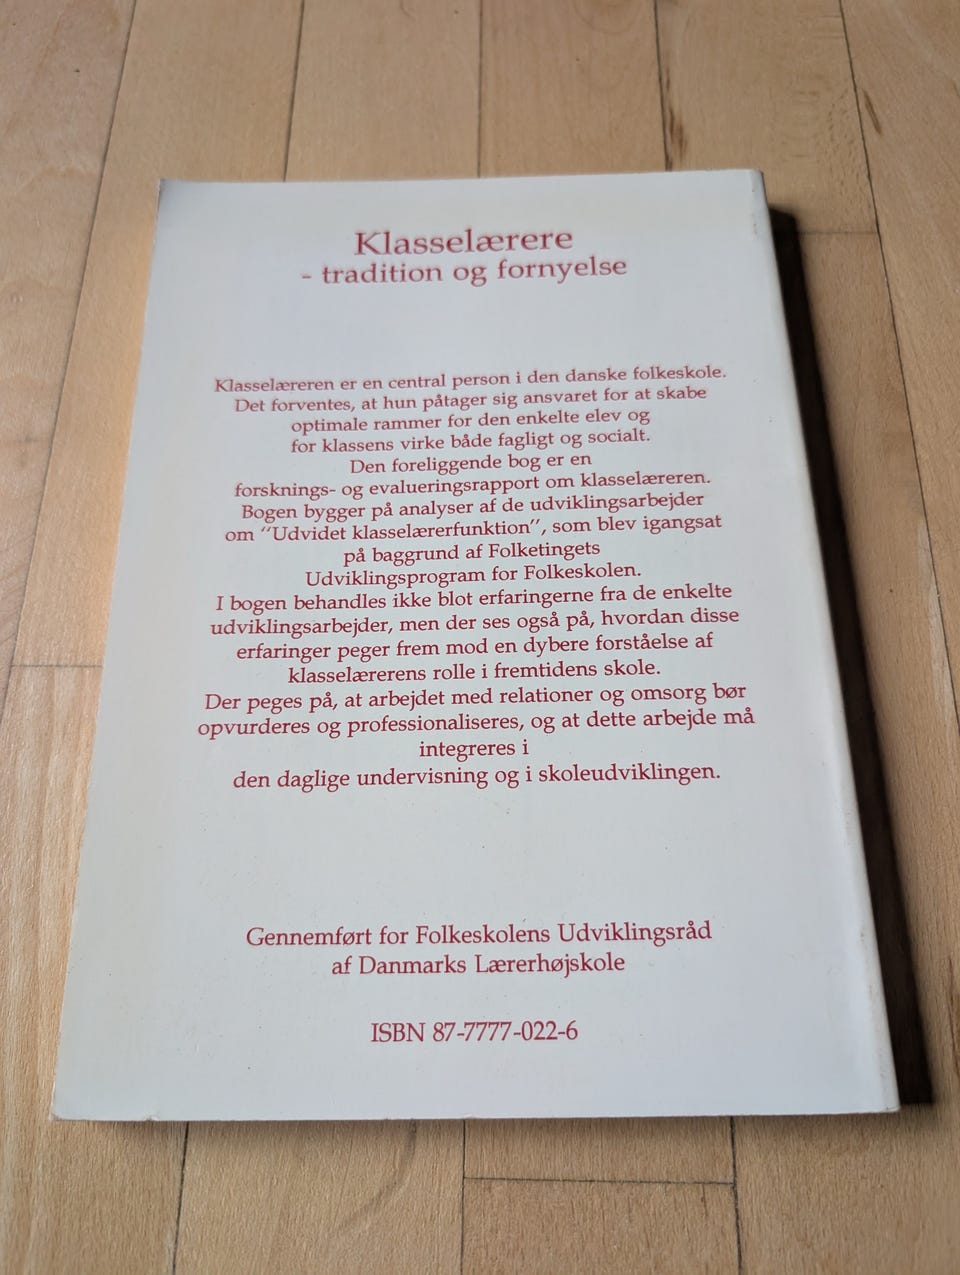 Klasselærere
- tradition og fornyelse
Klasselæreren er en central person i den danske folkeskole.
Det forventes, at hun påtager sig ansvaret for at skabe
optimale rammer for den enkelte elev og
for klassens virke både fagligt og socialt.
Den foreliggende bog er en
forsknings- og evalueringsrapport om klasselæreren.
Bogen bygger på analyser af de udviklingsarbejder
om "Udvidet klasselærerfunktion", som blev igangsat
på baggrund af Folketingets
Udviklingsprogram for Folkeskolen.
I bogen behandles ikke blot erfaringerne fra de enkelte
udviklingsarbejder, men der ses også på, hvordan disse
erfaringer peger frem mod en dybere forståelse af
klasselærerens rolle i fremtidens skole.
Der peges på, at arbejdet med relationer og omsorg bør
opvurderes og professionaliseres, og at dette arbejde må
integreres i
den daglige undervisning og i skoleudviklingen.
Gennemført for Folkeskolens Udviklingsråd
af Danmarks Lærerhøjskole
ISBN 87-7777-022-6